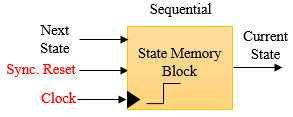 Sequential
Next
State
Sync. Reset
Clock
State Memory
Block
Current
State